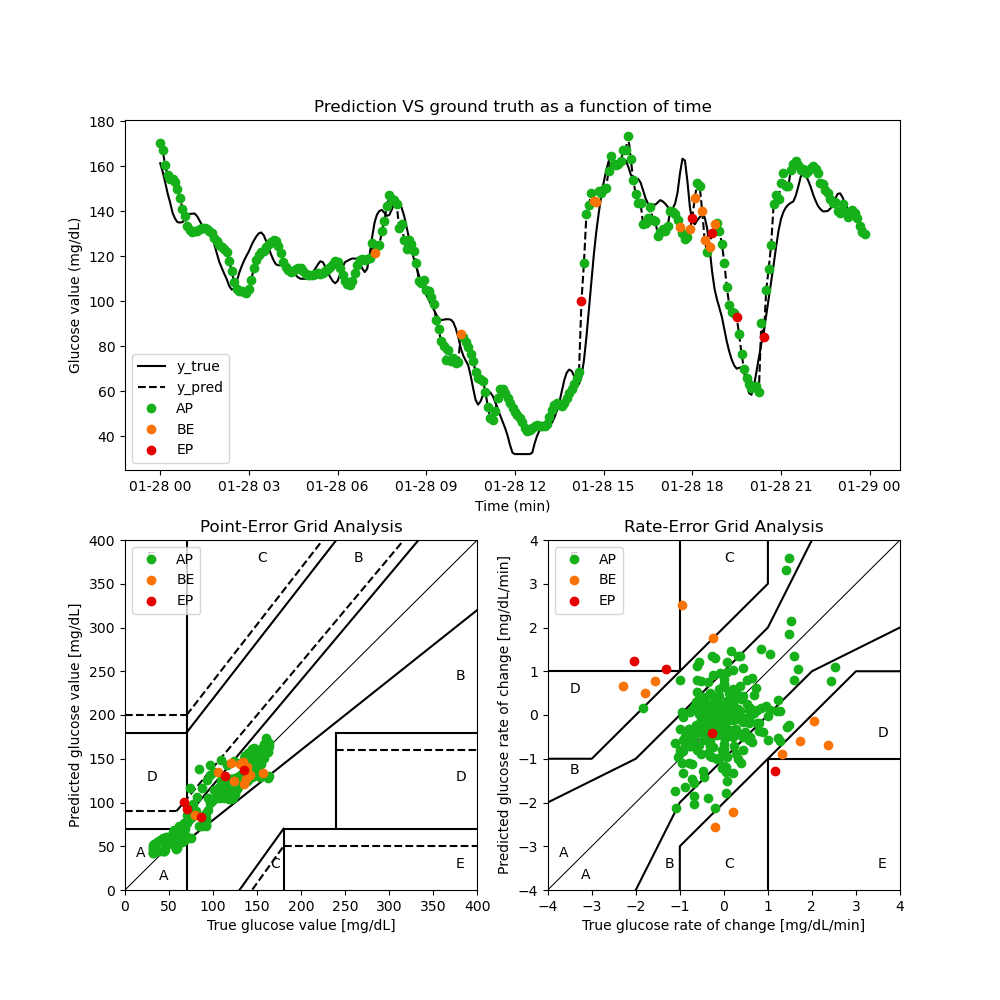 Prediction VS ground truth as a function of time
Glucose value (mg/dL)
180
160
140
120
100
80
60
40
y_true
y_pred
AP
BE
EP
01-28 00 01-28 03 01-28 06 01-28 09 01-28 12 01-28 15 01-28 18 01-28 21 01-29 00
Time (min)
Point-Error Grid Analysis
Predicted glucose value [mg/dL]
400
350
300
250
200
150
100
50
0
AP
BE
EP
C B
B
D D
A
A
C
E
0 50 100 150 200 250 300 350 400
True glucose value [mg/dL]
Rate-Error Grid Analysis
Predicted glucose rate of change [mg/dL/min]
4
3
2
1
0
−1
−2
−3
−4
AP
BE
EP
C
D
D
B
A
A
B C E
−4 −3 −2 −1 0 1 2 3 4
True glucose rate of change [mg/dL/min]